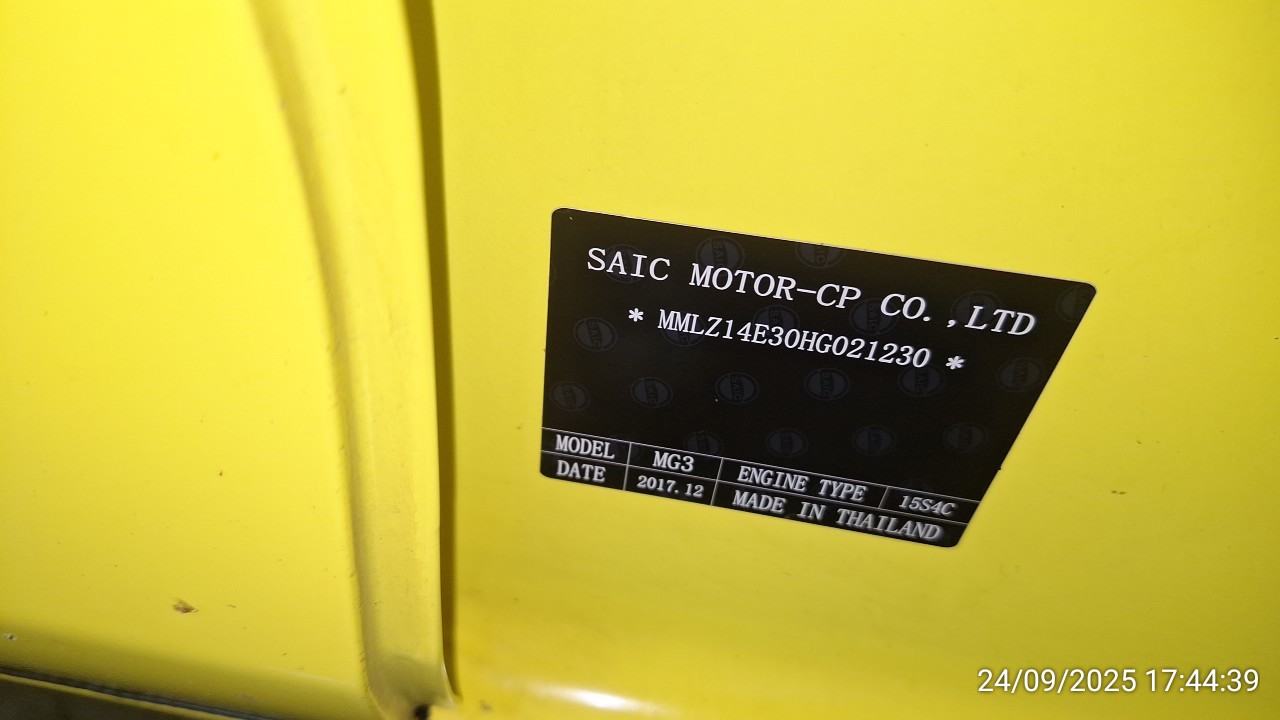 SAIC MOTOR-CP CO.,LTD
* MMLZ14E30HG021230 *
MODEL MG3 ENGINE TYPE 15S4C
DATE 2017.12 MADE IN THAILAND
24/09/2025 17:44:39